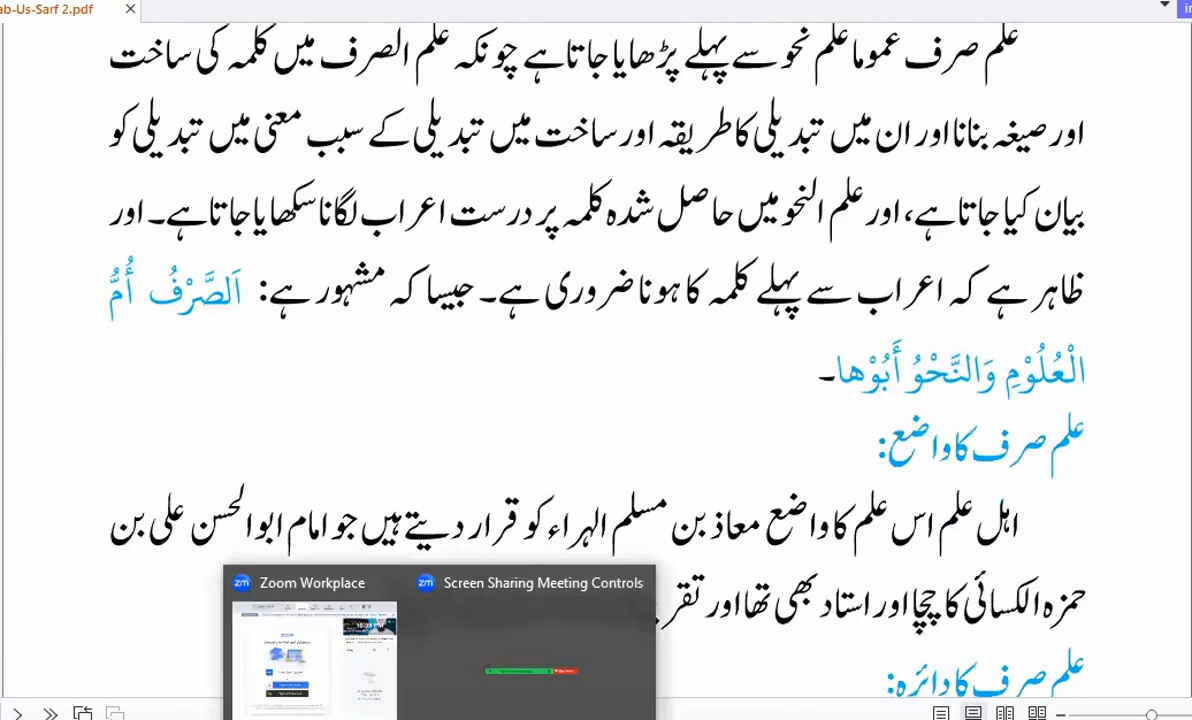 ab-Us-Sarf 2.pdf
علم صرف عموما علم نحو سے پہلے پڑھایا جاتا ہے چونکہ علم الصرف میں کلمہ کی ساخت
اور صیغہ بنانا اور ان میں تبدیلی کا طریقہ اور ساخت میں تبدیلی کے سبب معنی میں تبدیلی کو
بیان کیا جاتا ہے، اور علم النحو میں حاصل شدہ کلمہ پر درست اعراب لگانا سکھایا جاتا ہے۔ اور
ظاہر ہے کہ اعراب سے پہلے کلمہ کا ہونا ضروری ہے۔ جیسا کہ مشہور ہے: اَلصَّرْفُ أُمُّ
الْعُلُوْمِ وَالنَّحْوُ أَبُوْها۔
علم صرف کا واضع:
اہل علم اس علم کا واضع معاذ بن مسلم الہراء کو قرار دیتے ہیں جو امام ابو الحسن علی بن
حمزہ الکسائی کا چچا اور استاد بھی تھا اور
Zoom Workplace
Screen Sharing Meeting Controls
علم صرف کا دائرہ: